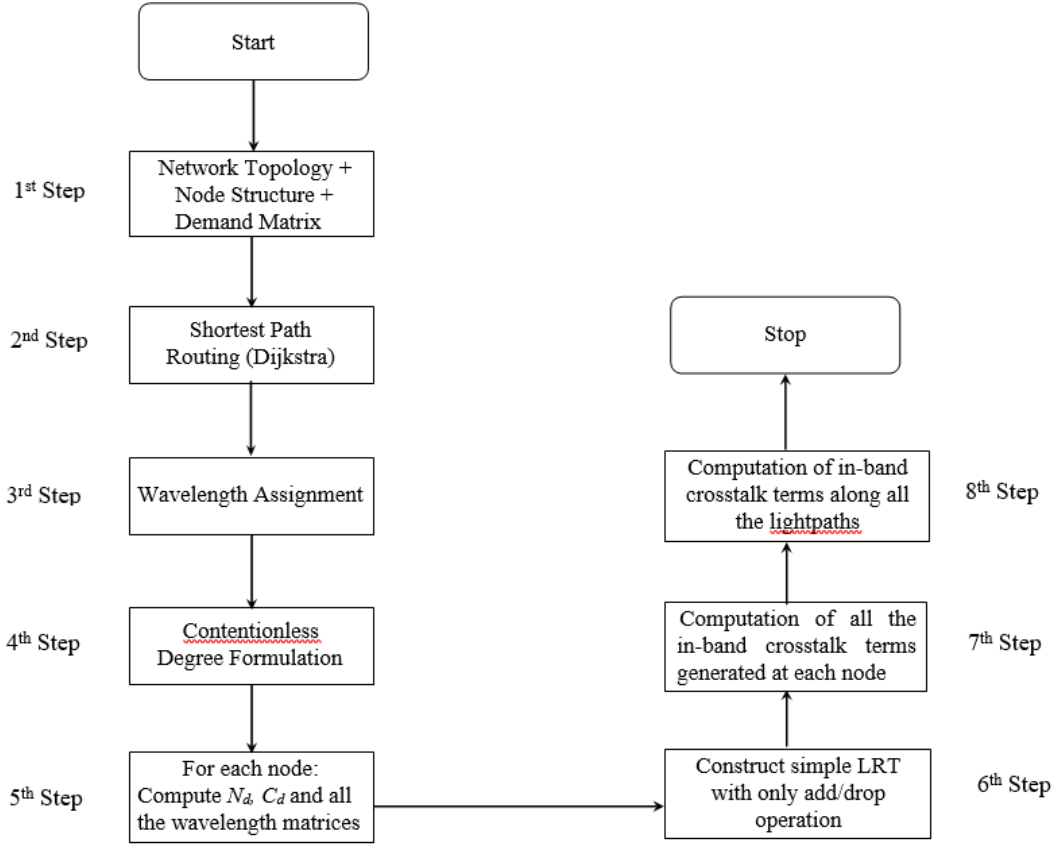 Start
1st Step
Network Topology +
Node Structure +
Demand Matrix
2nd Step
Shortest Path
Routing (Dijkstra)
3rd Step
Wavelength Assignment
4th Step
Contentionless
Degree Formulation
5th Step
For each node:
Compute Nd, Cd and all
the wavelength matrices
Construct simple LRT
with only add/drop
operation
6th Step
Computation of all the
in-band crosstalk terms
generated at each node
7th Step
Computation of in-band
crosstalk terms along all
the lightpaths
8th Step
Stop